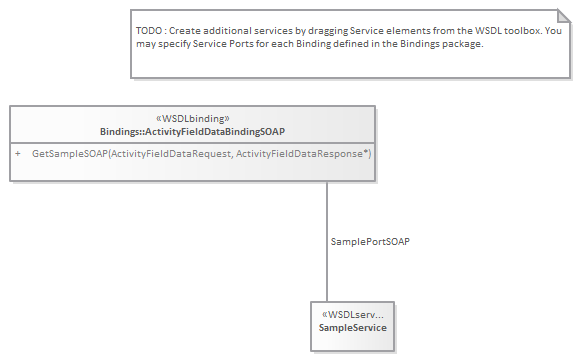 TODO : Create additional services by dragging Service elements from the WSDL toolbox. You
may specify Service Ports for each Binding defined in the Bindings package.
«WSDLbinding»
Bindings::ActivityFieldDataBindingSOAP
+ GetSampleSOAP(ActivityFieldDataRequest, ActivityFieldDataResponse*)
SamplePortSOAP
«WSDLserv...
SampleService